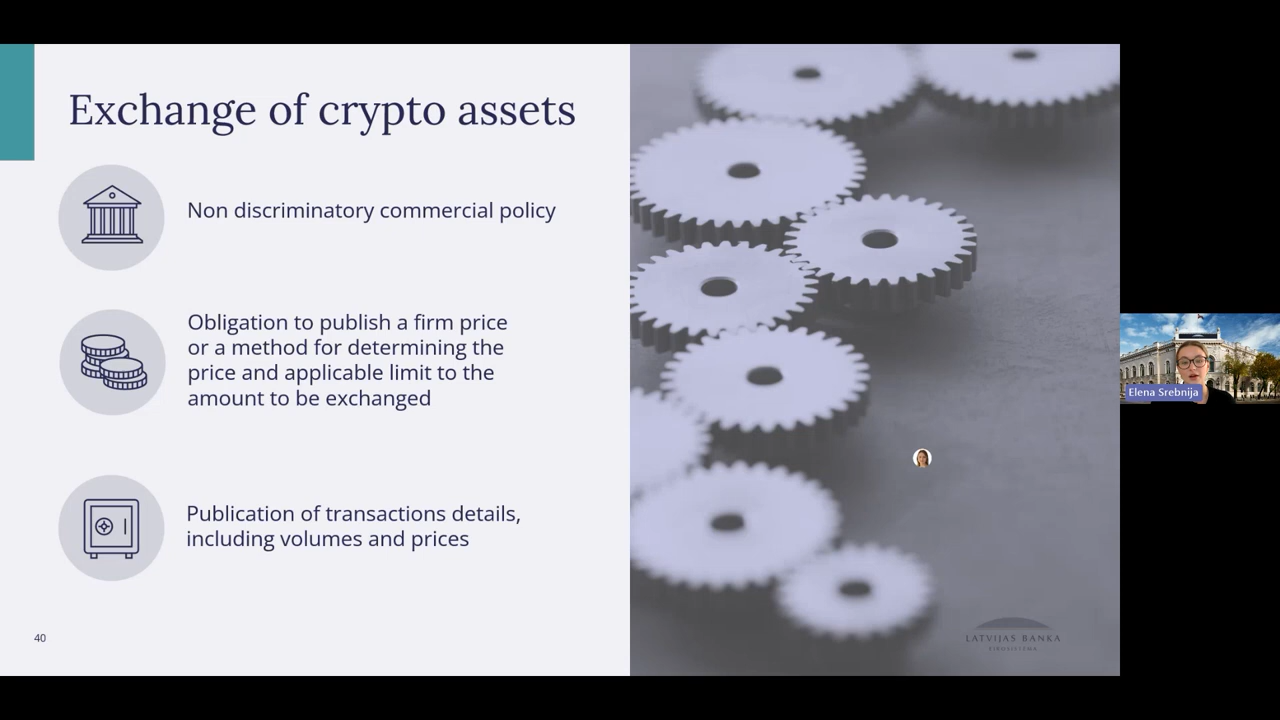 Exchange of crypto assets
Non discriminatory commercial policy
Obligation to publish a firm price
or a method for determining the
price and applicable limit to the
amount to be exchanged
Publication of transactions details,
including volumes and prices
40
LATVIJAS BANKA
EIROSISTĒMA
Elena Srebnija